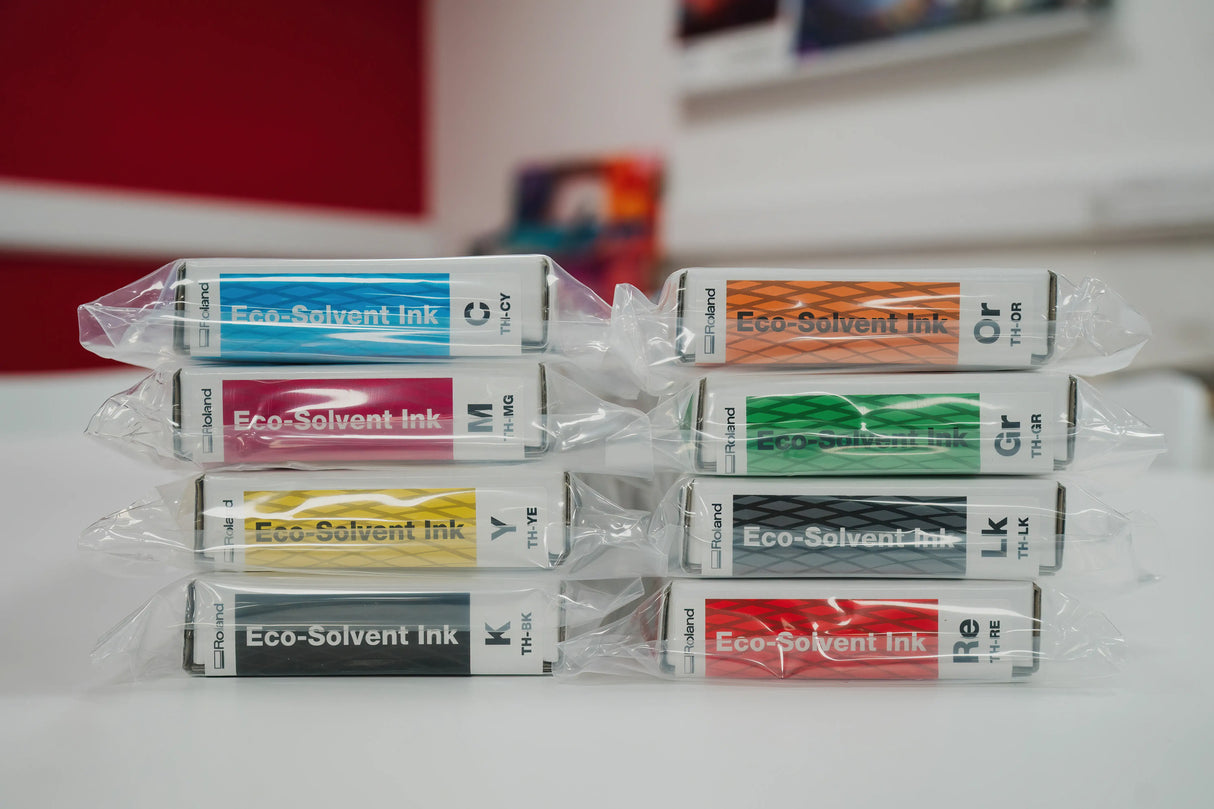 Roland
Eco-Solvent Ink
C
TH-CY
Roland
Eco-Solvent Ink
M
TH-MG
Roland
Eco-Solvent Ink
Y
TH-YE
Roland
Eco-Solvent Ink
K
TH-BK
Roland
Eco-Solvent Ink
Or
TH-OR
Roland
Eco-Solvent Ink
Gr
TH-GR
Roland
Eco-Solvent Ink
Lk
TH-LK
Roland
Eco-Solvent Ink
Re
TH-RE